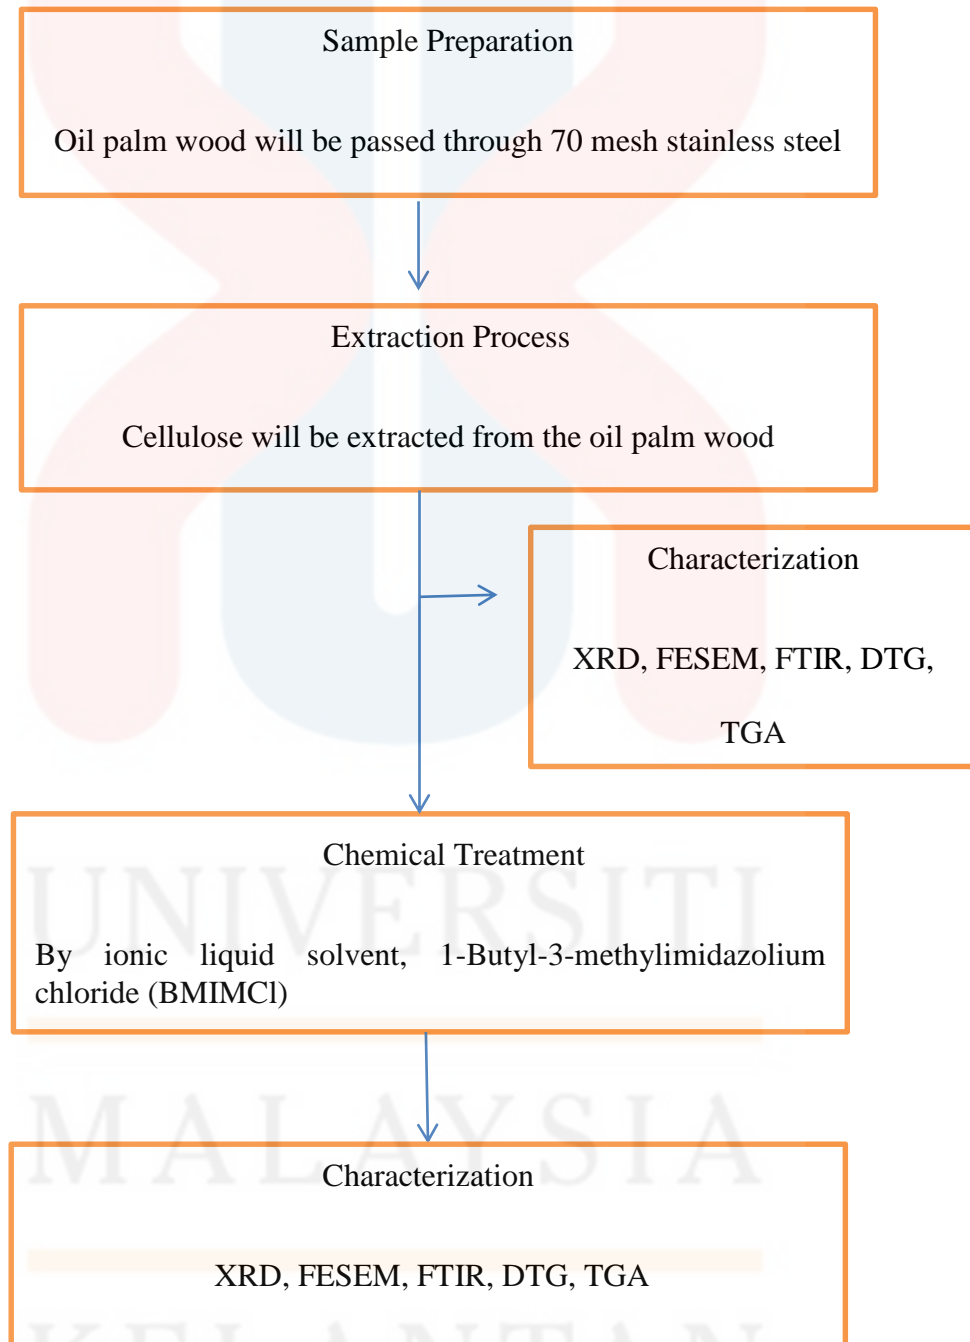 Sample Preparation
Oil palm wood will be passed through 70 mesh stainless steel
Extraction Process
Cellulose will be extracted from the oil palm wood
Characterization
XRD, FESEM, FTIR, DTG,
TGA
Chemical Treatment
By ionic liquid solvent, 1-Butyl-3-methylimidazolium
chloride (BMIMCl)
Characterization
XRD, FESEM, FTIR, DTG, TGA
UNIVERSITI
MALAYSIA
KELANTAN